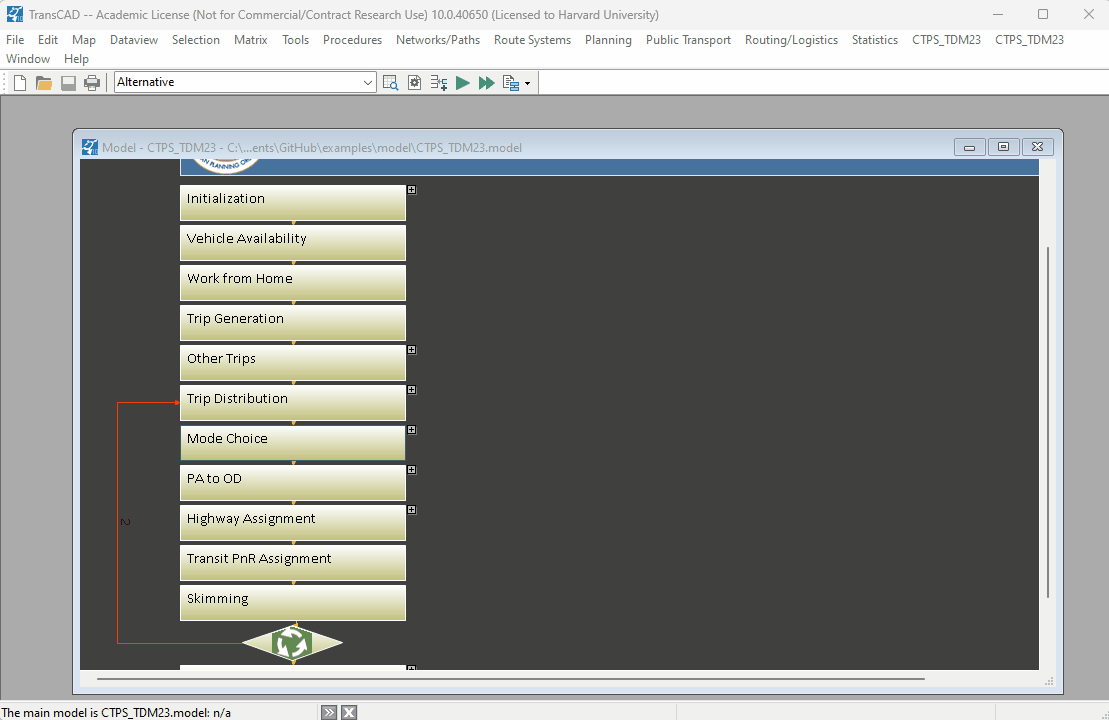 TransCAD -- Academic License (Not for Commercial/Contract Research Use) 10.0.40650 (Licensed to Harvard University)
File Edit Map Dataview Selection Matrix Tools Procedures Networks/Paths Route Systems Planning Public Transport Routing/Logistics Statistics CTPS_TDM23 CTPS_TDM23
Window Help
Alternative
Model - CTPS_TDM23 - C:\...ents\GitHub\examples\model\CTPS_TDM23.model
EN PLANNING ORG
Initialization
Vehicle Availability
Work from Home
Trip Generation
Other Trips
Trip Distribution
Mode Choice
PA to OD
2
Highway Assignment
Transit PnR Assignment
Skimming
The main model is CTPS_TDM23.model: n/a